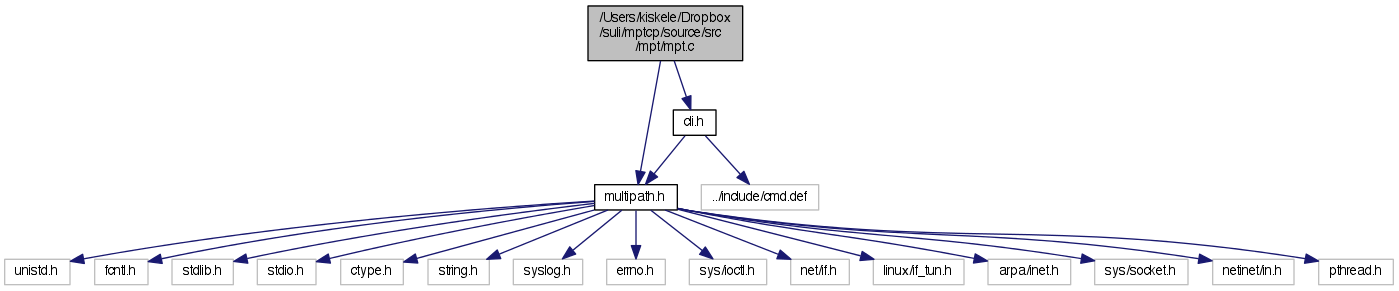 /Users/kiskele/Dropbox
/suli/mptcp/source/src
/mpt/mpt.c
cli.h
multipath.h
../include/cmd.def
unistd.h
fcntl.h
stdlib.h
stdio.h
ctype.h
string.h
syslog.h
errno.h
sys/ioctl.h
net/if.h
linux/if_tun.h
arpa/inet.h
sys/socket.h
netinet/in.h
pthread.h